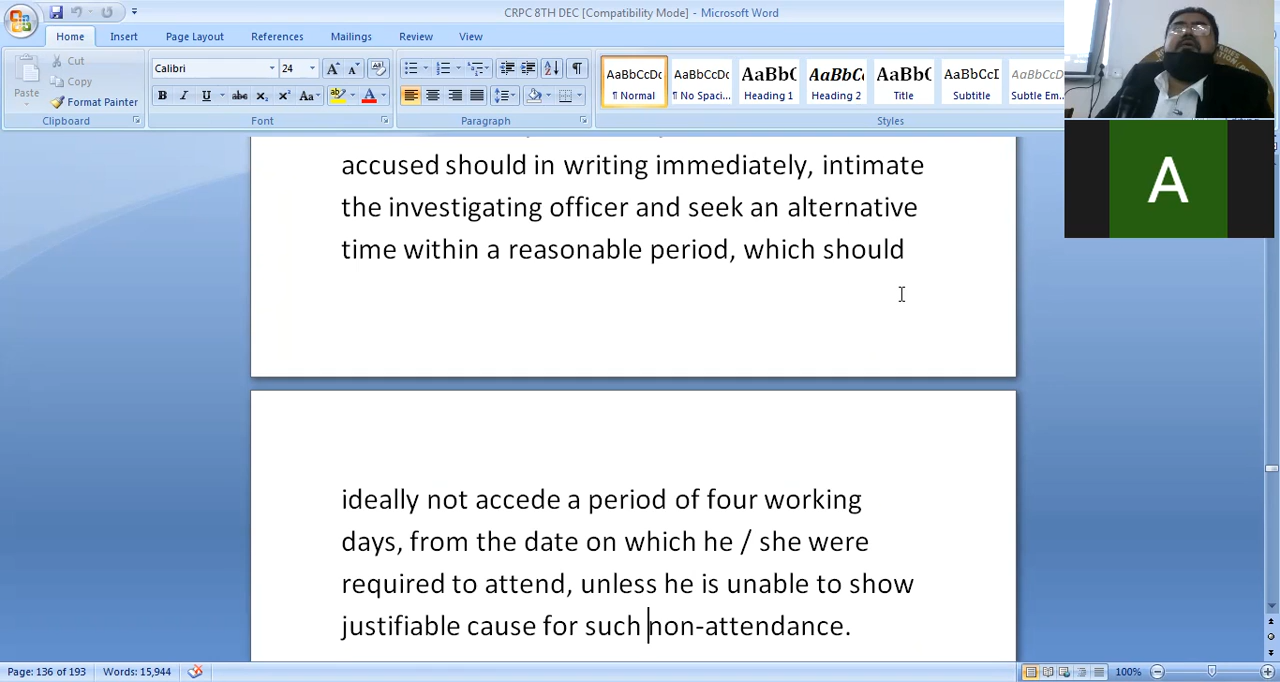 CRPC 8TH DEC [Compatibility Mode] - Microsoft Word
Home Insert Page Layout References Mailings Review View
Paste Cut Copy Format Painter
Calibri 24
AaBbCcDc AaBbCcDc AaBbC AaBbC AaBbC AaBbCcI AaBbCcD
¶ Normal ¶ No Spaci... Heading 1 Heading 2 Title Subtitle Subtle Em...
Clipboard Font Paragraph Styles
accused should in writing immediately, intimate
the investigating officer and seek an alternative
time within a reasonable period, which should
ideally not accede a period of four working
days, from the date on which he / she were
required to attend, unless he is unable to show
justifiable cause for such non-attendance.
A
Page: 136 of 193 Words: 15,944 100%